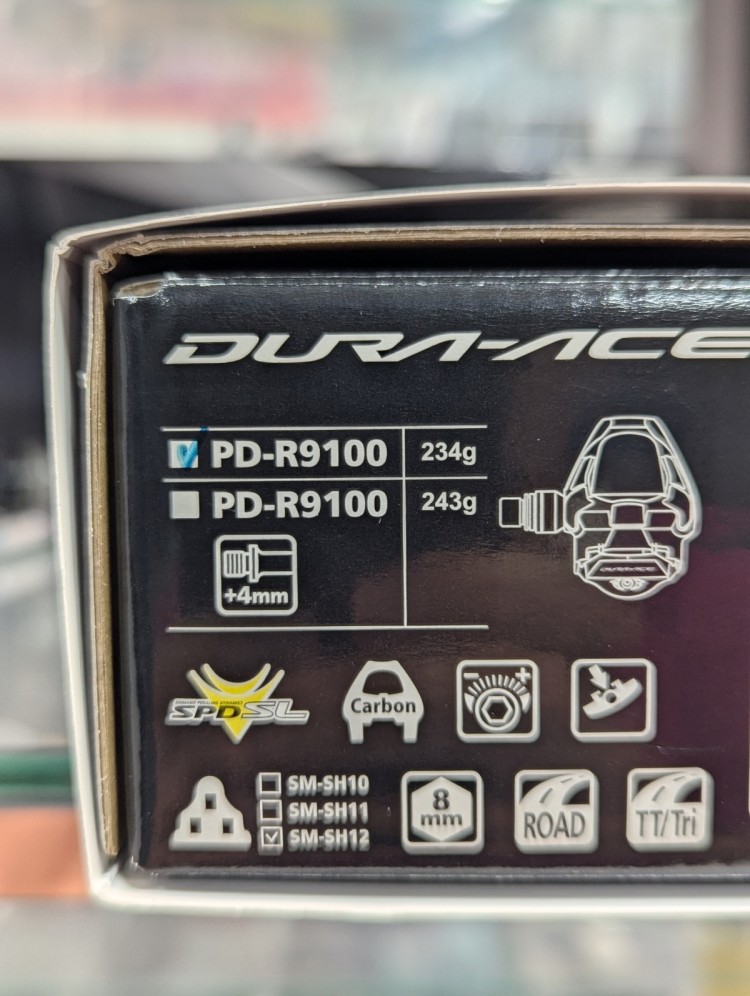 DURA-ACE
PD-R9100 234g
PD-R9100 243g
+4mm
SPD SL
Carbon
- +
SM-SH10
SM-SH11
SM-SH12
8
mm
ROAD
TT/Tri